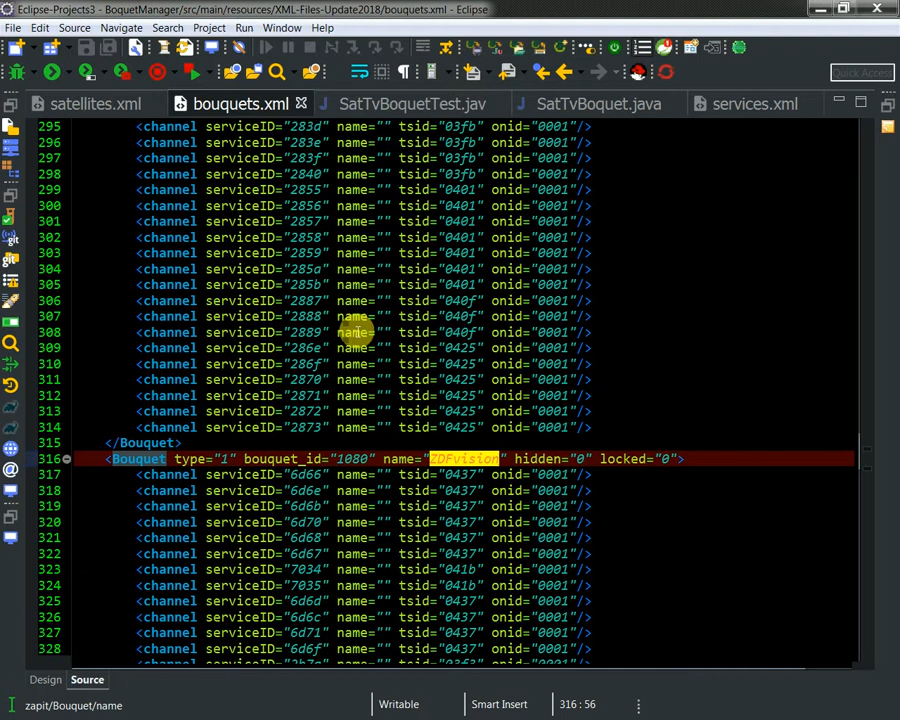 Eclipse-Projects3 - BoquetManager/src/main/resources/XML-Files-Update2018/bouquets.xml - Eclipse
File Edit Source Navigate Search Project Run Window Help
Quick Access
satellites.xml bouquets.xml SatTvBoquetTest.jav SatTvBoquet.java services.xml
295 <channel serviceID="283d" name="" tsid="03fb" onid="0001"/>
296 <channel serviceID="283e" name="" tsid="03fb" onid="0001"/>
297 <channel serviceID="283f" name="" tsid="03fb" onid="0001"/>
298 <channel serviceID="2840" name="" tsid="03fb" onid="0001"/>
299 <channel serviceID="2855" name="" tsid="0401" onid="0001"/>
300 <channel serviceID="2856" name="" tsid="0401" onid="0001"/>
301 <channel serviceID="2857" name="" tsid="0401" onid="0001"/>
302 <channel serviceID="2858" name="" tsid="0401" onid="0001"/>
303 <channel serviceID="2859" name="" tsid="0401" onid="0001"/>
304 <channel serviceID="285a" name="" tsid="0401" onid="0001"/>
305 <channel serviceID="285b" name="" tsid="0401" onid="0001"/>
306 <channel serviceID="2887" name="" tsid="040f" onid="0001"/>
307 <channel serviceID="2888" name="" tsid="040f" onid="0001"/>
308 <channel serviceID="2889" name="" tsid="040f" onid="0001"/>
309 <channel serviceID="286e" name="" tsid="0425" onid="0001"/>
310 <channel serviceID="286f" name="" tsid="0425" onid="0001"/>
311 <channel serviceID="2870" name="" tsid="0425" onid="0001"/>
312 <channel serviceID="2871" name="" tsid="0425" onid="0001"/>
313 <channel serviceID="2872" name="" tsid="0425" onid="0001"/>
314 <channel serviceID="2873" name="" tsid="0425" onid="0001"/>
315 </Bouquet>
316 <Bouquet type="1" bouquet_id="1080" name="ZDFvision" hidden="0" locked="0">
317 <channel serviceID="6d66" name="" tsid="0437" onid="0001"/>
318 <channel serviceID="6d6e" name="" tsid="0437" onid="0001"/>
319 <channel serviceID="6d6b" name="" tsid="0437" onid="0001"/>
320 <channel serviceID="6d70" name="" tsid="0437" onid="0001"/>
321 <channel serviceID="6d68" name="" tsid="0437" onid="0001"/>
322 <channel serviceID="6d67" name="" tsid="0437" onid="0001"/>
323 <channel serviceID="7034" name="" tsid="041b" onid="0001"/>
324 <channel serviceID="7035" name="" tsid="041b" onid="0001"/>
325 <channel serviceID="6d6d" name="" tsid="0437" onid="0001"/>
326 <channel serviceID="6d6c" name="" tsid="0437" onid="0001"/>
327 <channel serviceID="6d71" name="" tsid="0437" onid="0001"/>
328 <channel serviceID="6d6f" name="" tsid="0437" onid="0001"/>
Design Source
zapit/Bouquet/name Writable Smart Insert 316 : 56